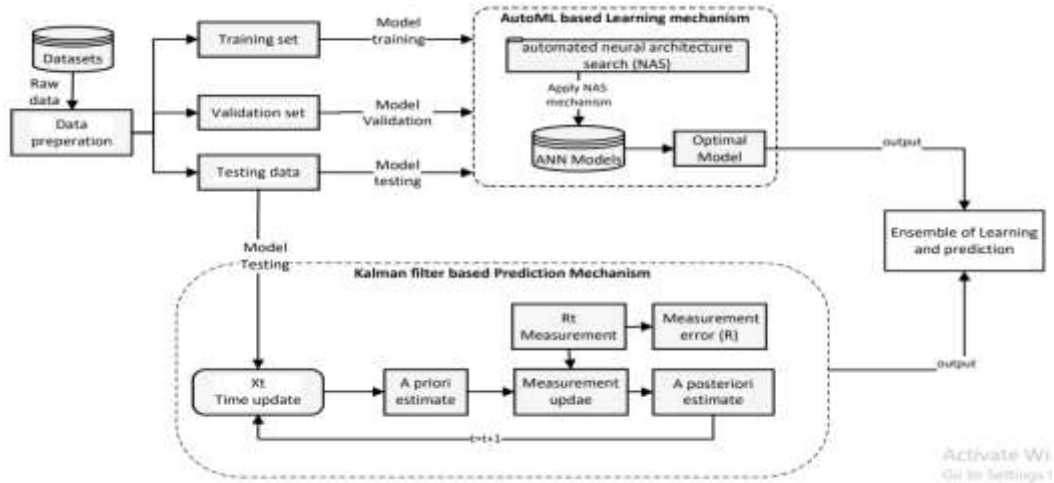 Datasets
Raw
data
Data
preperation
Training set
Validation set
Testing data
Model
training
Model
Validation
Model
testing
AutoML based Learning mechanism
automated neural architecture
search (NAS)
Apply NAS
mechanism
ANN Models
Optimal
Model
output
Ensemble of Learning
and prediction
output
Model
Testing
Kalman filter based Prediction Mechanism
Rt
Measurement
Measurement
error (R)
Xt
Time update
A priori
estimate
Measurement
updae
A posteriori
estimate
t=t+1
Activate Wi
Go to Settings t